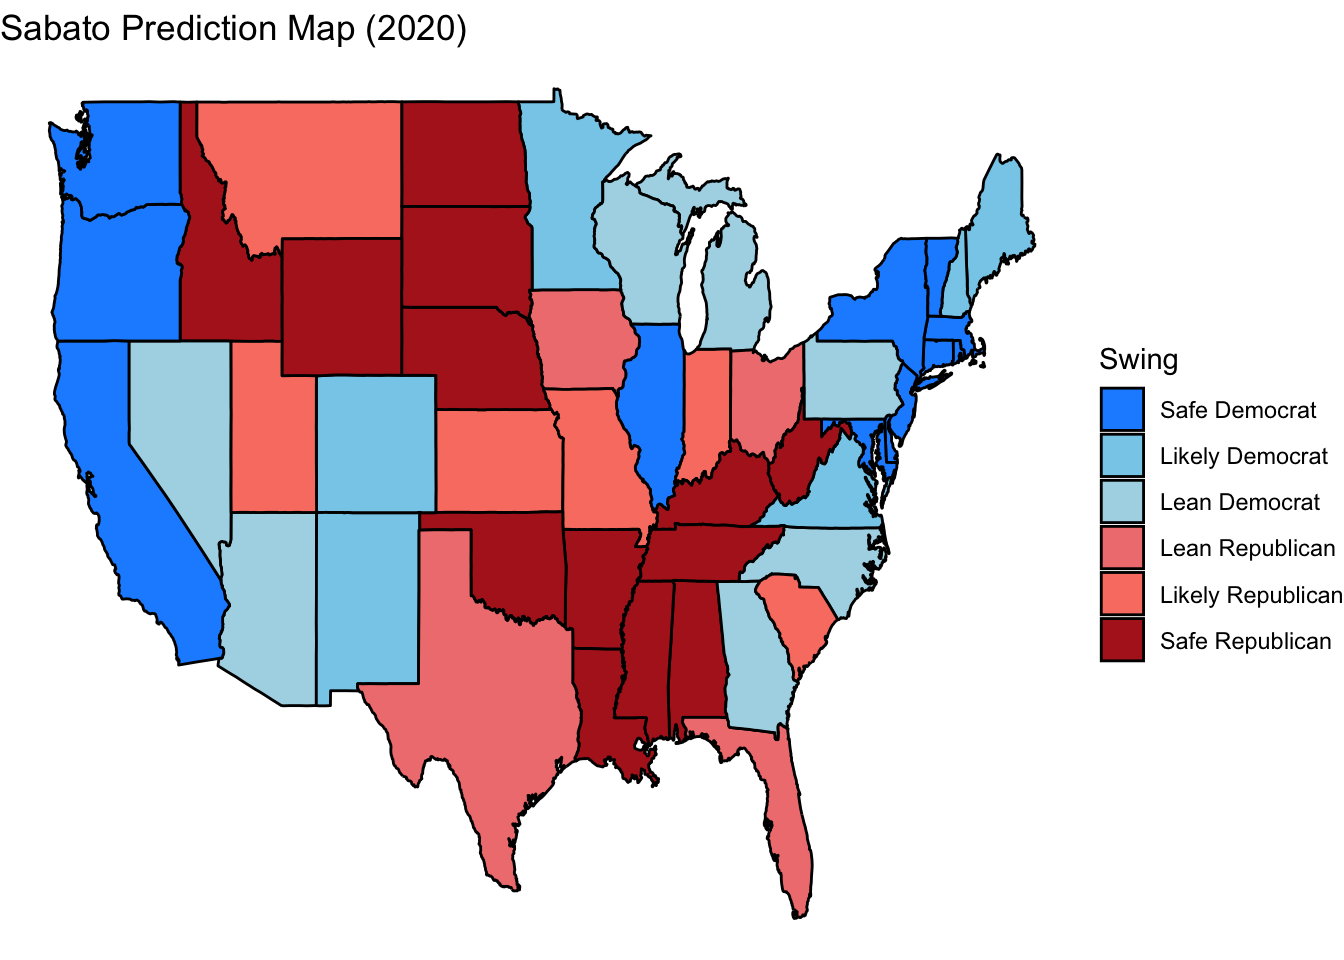 Sabato Prediction Map (2020)
Swing
Safe Democrat
Likely Democrat
Lean Democrat
Lean Republican
Likely Republican
Safe Republican